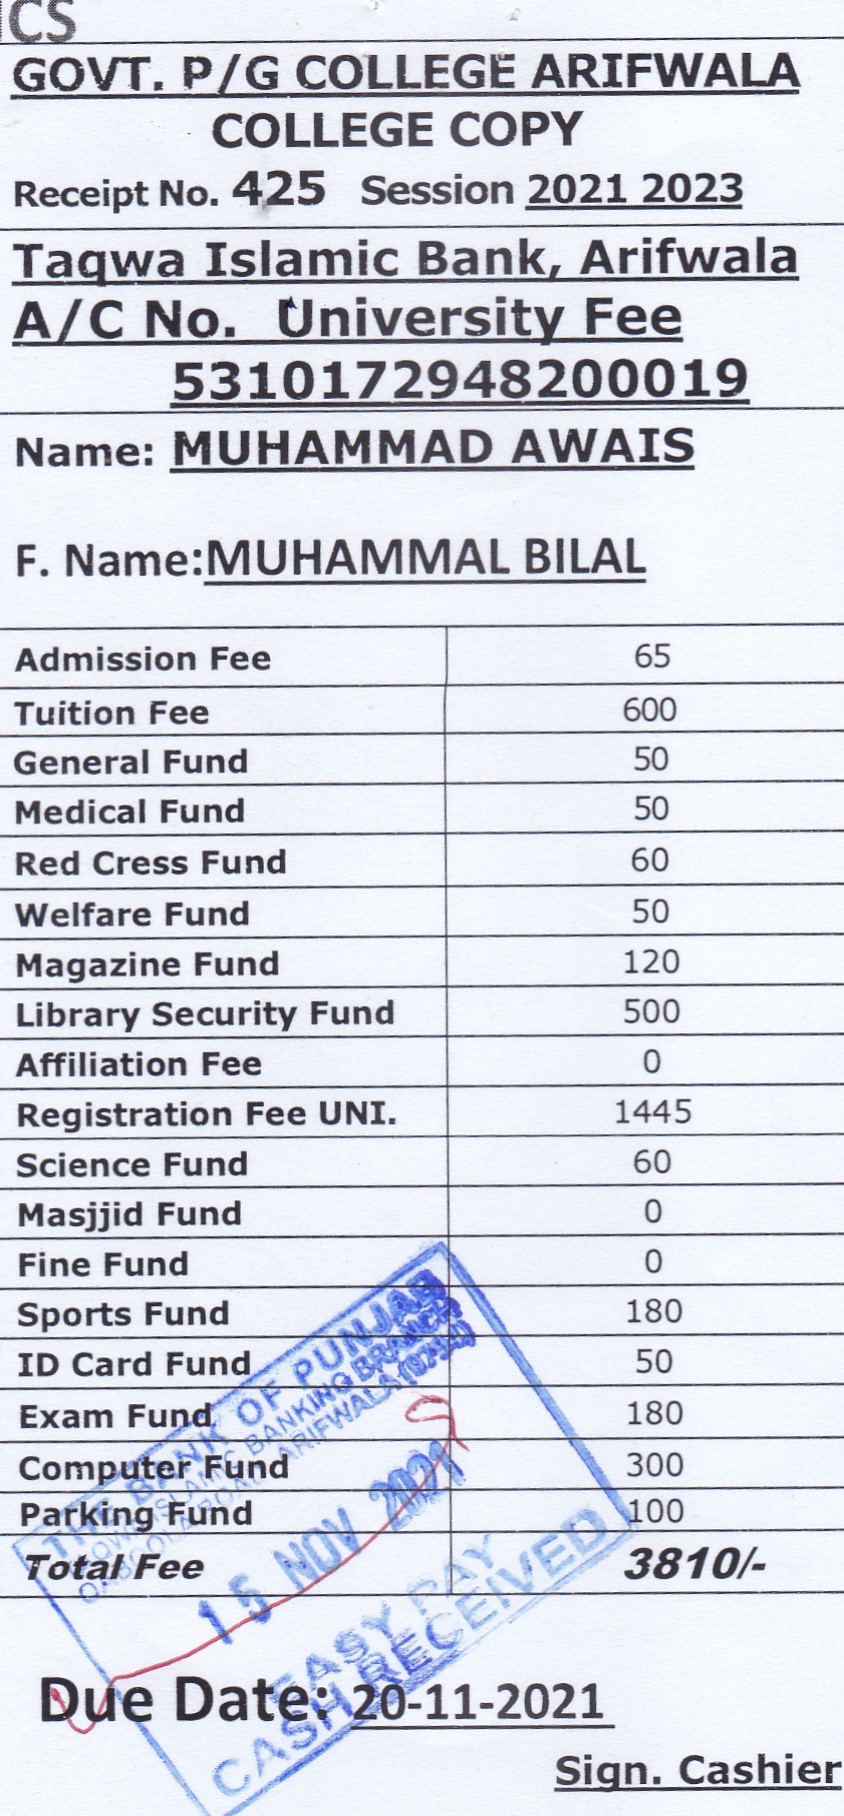 ICS
GOVT. P/G COLLEGE ARIFWALA
COLLEGE COPY
Receipt No. 425 Session 2021 2023
Taqwa Islamic Bank, Arifwala
A/C No. University Fee
5310172948200019
Name: MUHAMMAD AWAIS
F. Name:MUHAMMAL BILAL
Admission Fee 65
Tuition Fee 600
General Fund 50
Medical Fund 50
Red Cress Fund 60
Welfare Fund 50
Magazine Fund 120
Library Security Fund 500
Affiliation Fee 0
Registration Fee UNI. 1445
Science Fund 60
Masjjid Fund 0
Fine Fund 0
Sports Fund 180
ID Card Fund 50
Exam Fund 180
Computer Fund 300
Parking Fund 100
Total Fee 3810/-
THE BANK OF PUNJAB
ISLAMIC BANKING BRANCH
ARIFWALA
15 NOV 2021
EASY PAY
CASH RECEIVED
Due Date: 20-11-2021
Sign. Cashier